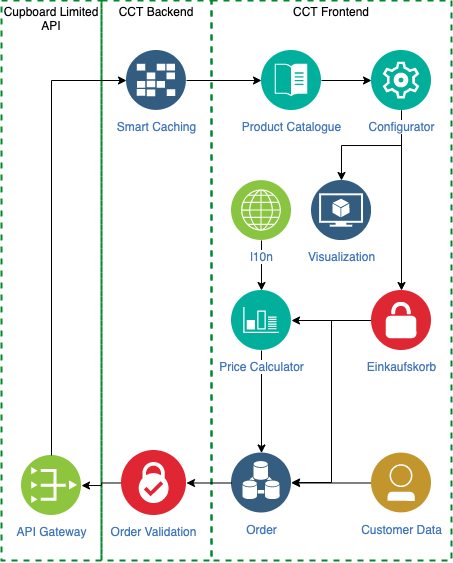 Cupboard Limited
API
CCT Backend
CCT Frontend
Smart Caching
Product Catalogue
Configurator
l10n
Visualization
Price Calculator
Einkaufskorb
API Gateway
Order Validation
Order
Customer Data